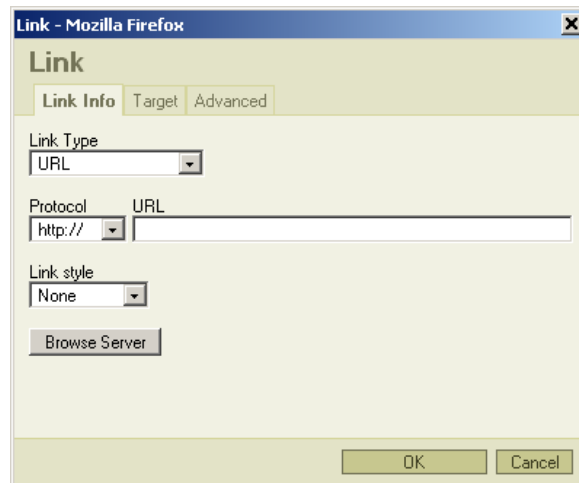 Link - Mozilla Firefox
Link
Link Info Target Advanced
Link Type
URL
Protocol URL
http://
Link style
None
Browse Server
OK Cancel